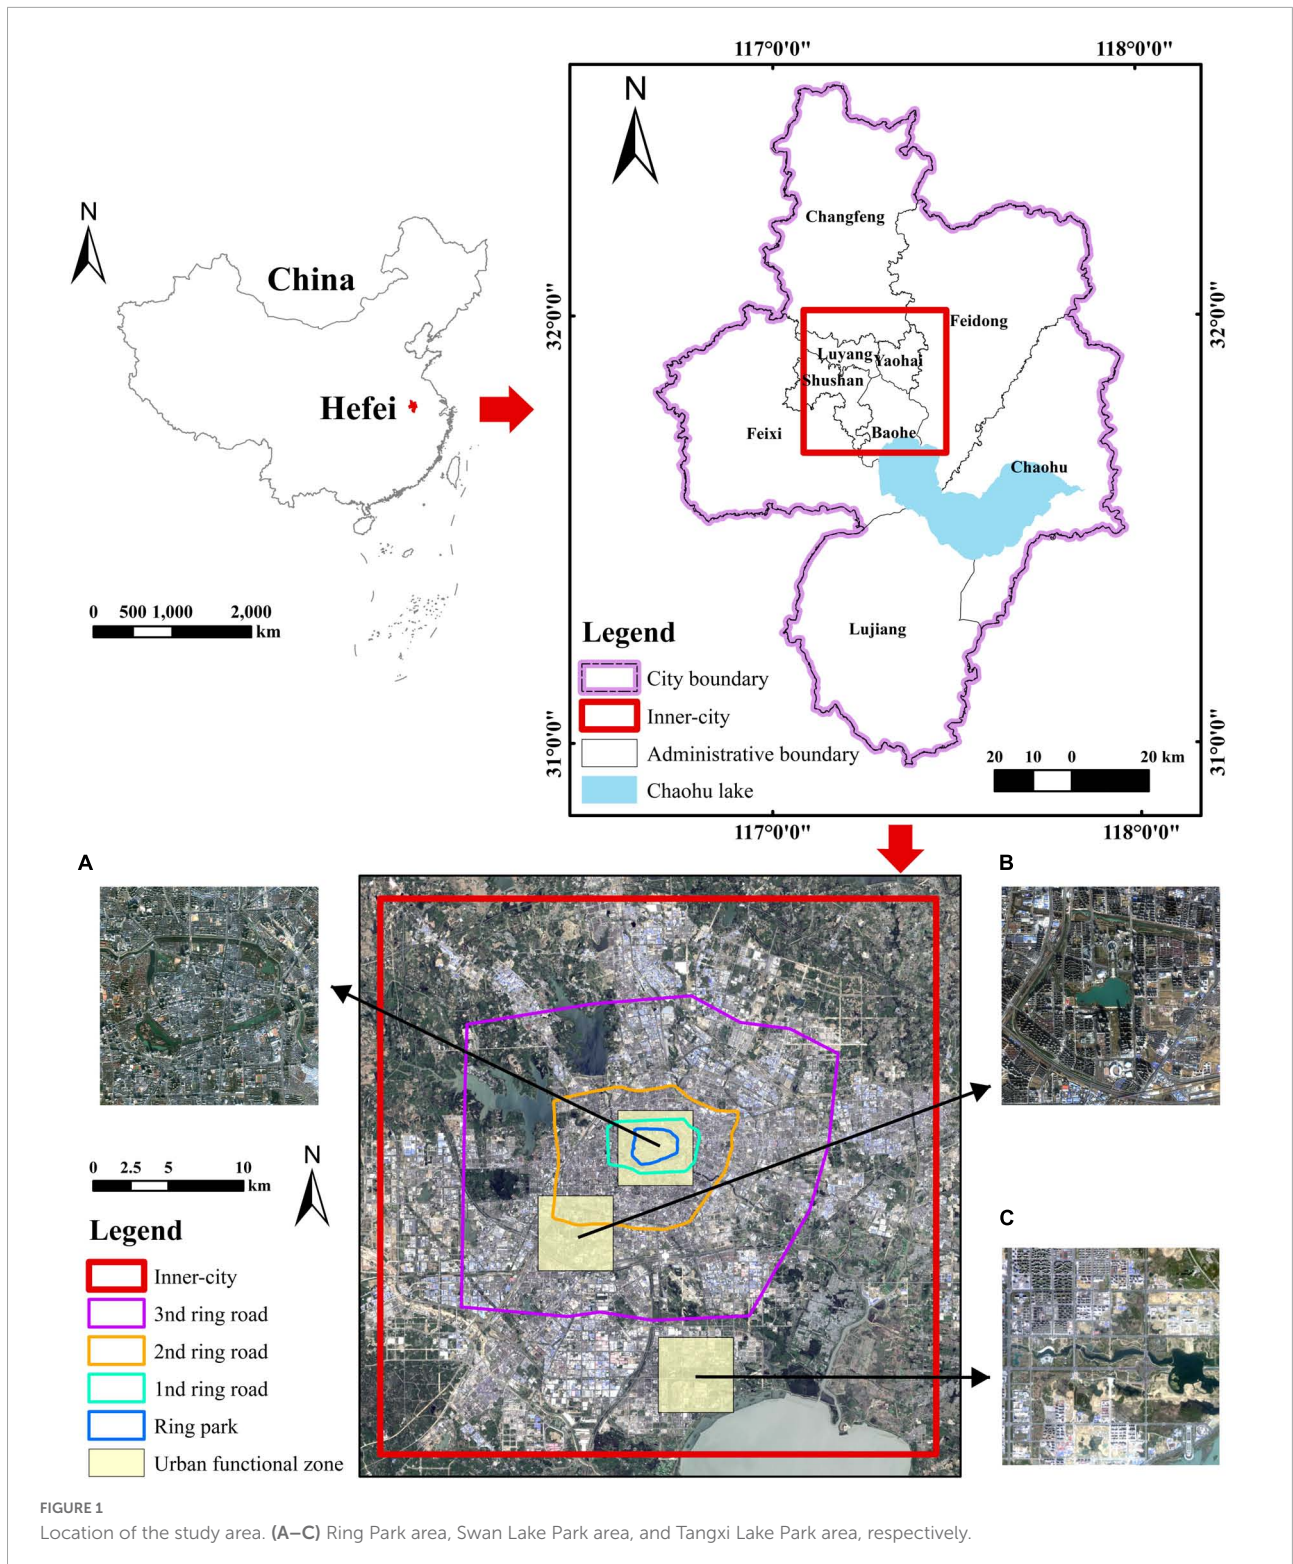 117°0'0"
118°0'0"
N
N
China
Hefei
0 500 1,000 2,000
km
32°0'0"
32°0'0"
31°0'0"
31°0'0"
Changfeng
Feidong
Luyang
Yaohai
Shushan
Feixi
Baohe
Chaohu
Lujiang
Legend
City boundary
Inner-city
Administrative boundary
Chaohu lake
20 10 0 20 km
117°0'0"
118°0'0"
A
B
C
0 2.5 5 10
km
N
Legend
Inner-city
3nd ring road
2nd ring road
1nd ring road
Ring park
Urban functional zone
FIGURE 1
Location of the study area. (A–C) Ring Park area, Swan Lake Park area, and Tangxi Lake Park area, respectively.